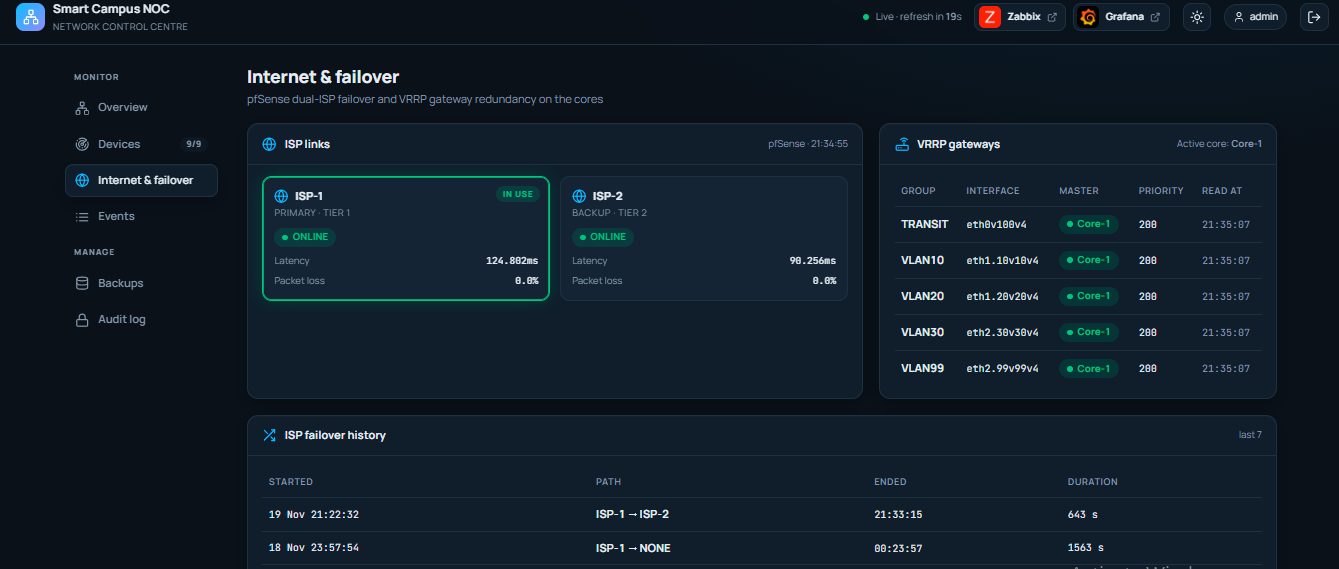 Smart Campus NOC
NETWORK CONTROL CENTRE
Live · refresh in 19s
Z Zabbix
Grafana
admin
MONITOR
Overview
Devices 9/9
Internet & failover
Events
MANAGE
Backups
Audit log
Internet & failover
pfSense dual-ISP failover and VRRP gateway redundancy on the cores
ISP links pfSense · 21:34:55
ISP-1 IN USE
PRIMARY · TIER 1
ONLINE
Latency 124.802ms
Packet loss 0.0%
ISP-2
BACKUP · TIER 2
ONLINE
Latency 90.256ms
Packet loss 0.0%
VRRP gateways Active core: Core-1
GROUP INTERFACE MASTER PRIORITY READ AT
TRANSIT eth0v100v4 Core-1 200 21:35:07
VLAN10 eth1.10v10v4 Core-1 200 21:35:07
VLAN20 eth1.20v20v4 Core-1 200 21:35:07
VLAN30 eth2.30v30v4 Core-1 200 21:35:07
VLAN99 eth2.99v99v4 Core-1 200 21:35:07
ISP failover history last 7
STARTED PATH ENDED DURATION
19 Nov 21:22:32 ISP-1 → ISP-2 21:33:15 643 s
18 Nov 23:57:54 ISP-1 → NONE 00:23:57 1563 s